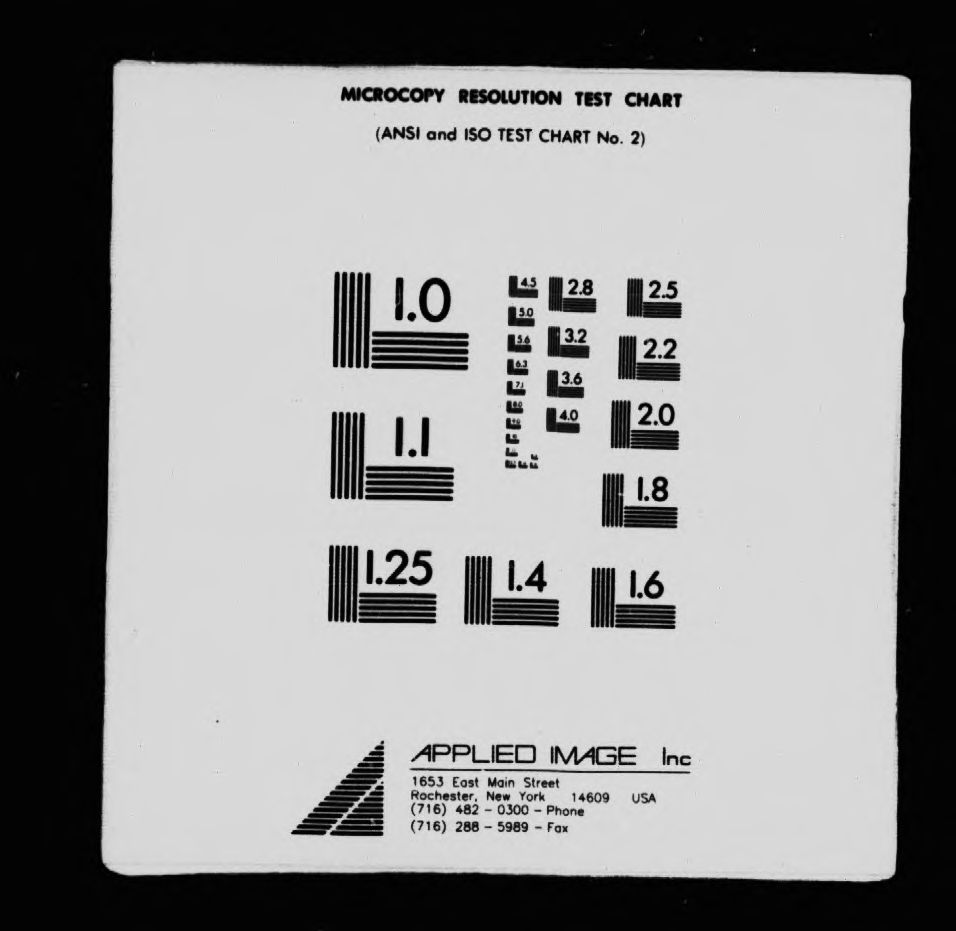 MICROCOPY RESOLUTION TEST CHART
(ANSI and ISO TEST CHART No. 2)
1.0
4.5
2.8
2.5
5.0
5.6
3.2
2.2
6.3
7.1
3.6
8.0
9.0
4.0
2.0
1.1
1.8
1.25
1.4
1.6
APPLIED IMAGE Inc
1653 East Main Street
Rochester, New York 14609 USA
(716) 482 - 0300 - Phone
(716) 288 - 5989 - Fax